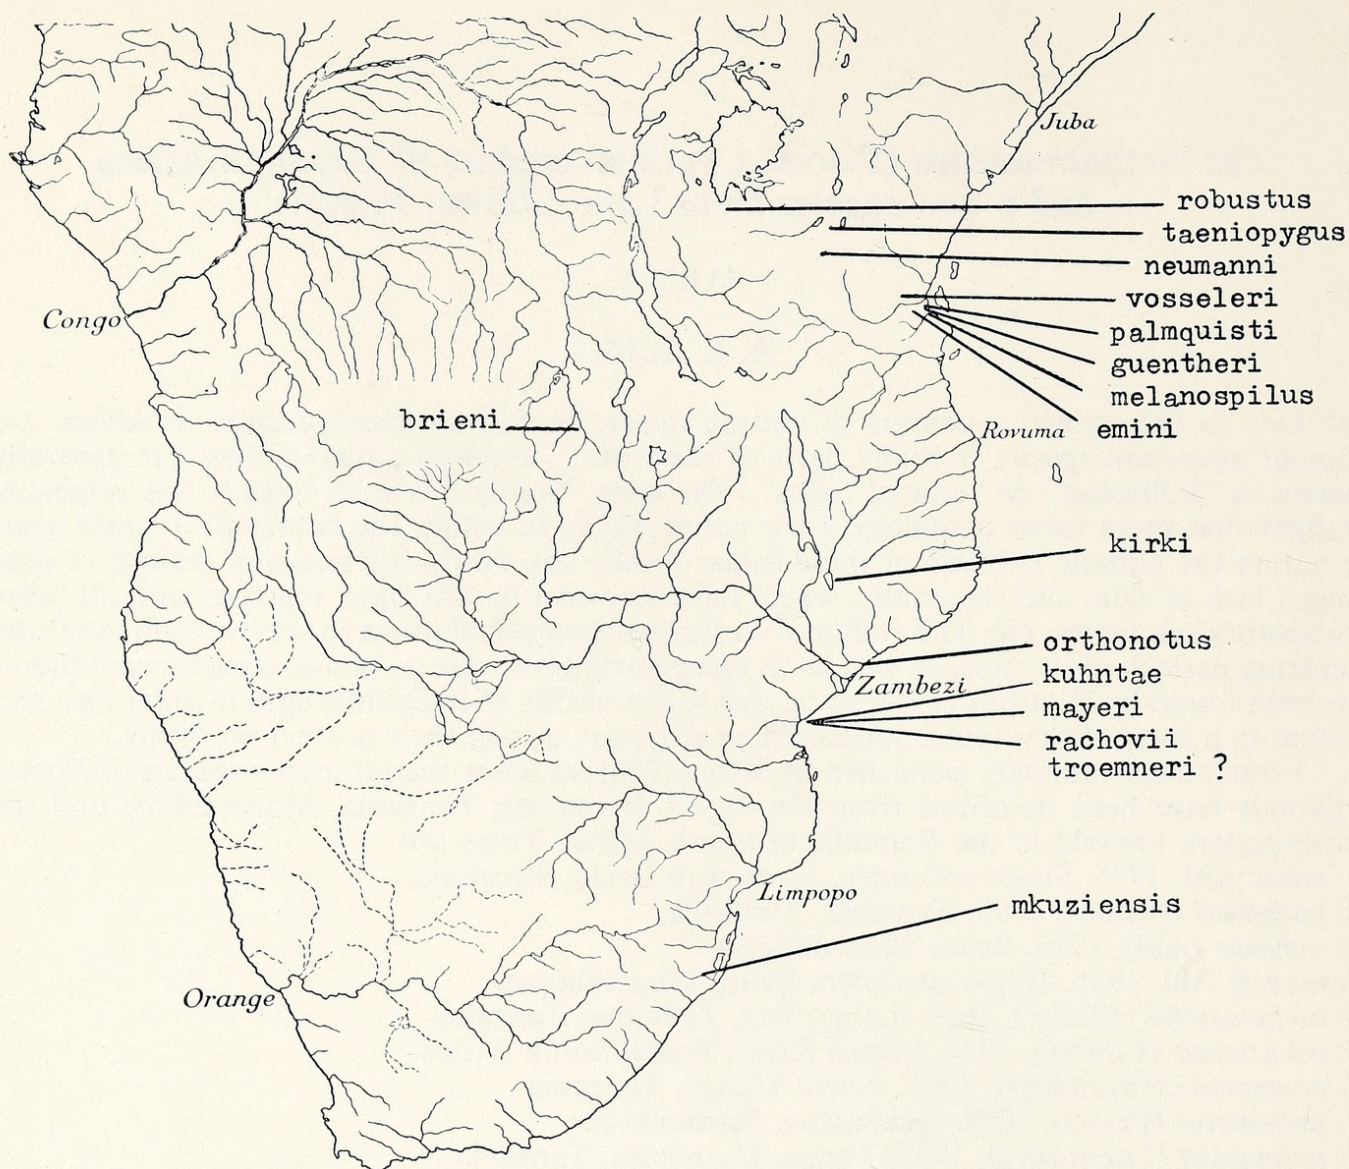 Juba
robustus
taeniopygus
neumanni
vosseleri
Congo
palmquisti
guentheri
melanospilus
brieni
Rovuma
emini
kirki
orthonotus
kuhntae
Zambezi
mayeri
rachovii
troemneri ?
Limpopo
mkuziensis
Orange